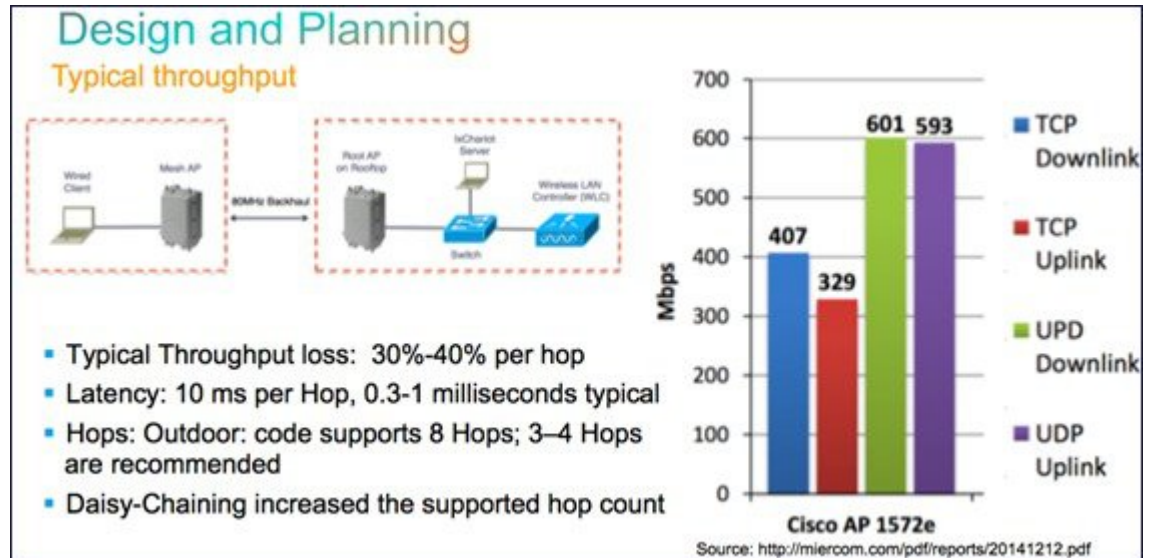 Design and Planning
Typical throughput
Wired
Client
Mesh AP
80MHz Backhaul
Root AP
on Rooftop
IxChariot
Server
Switch
Wireless LAN
Controller (WLC)
▪ Typical Throughput loss: 30%-40% per hop
▪ Latency: 10 ms per Hop, 0.3-1 milliseconds typical
▪ Hops: Outdoor: code supports 8 Hops; 3–4 Hops
are recommended
▪ Daisy-Chaining increased the supported hop count
Mbps
700
600
500
400
300
200
100
0
407
329
601
593
Cisco AP 1572e
TCP
Downlink
TCP
Uplink
UPD
Downlink
UDP
Uplink
Source: http://miercom.com/pdf/reports/20141212.pdf